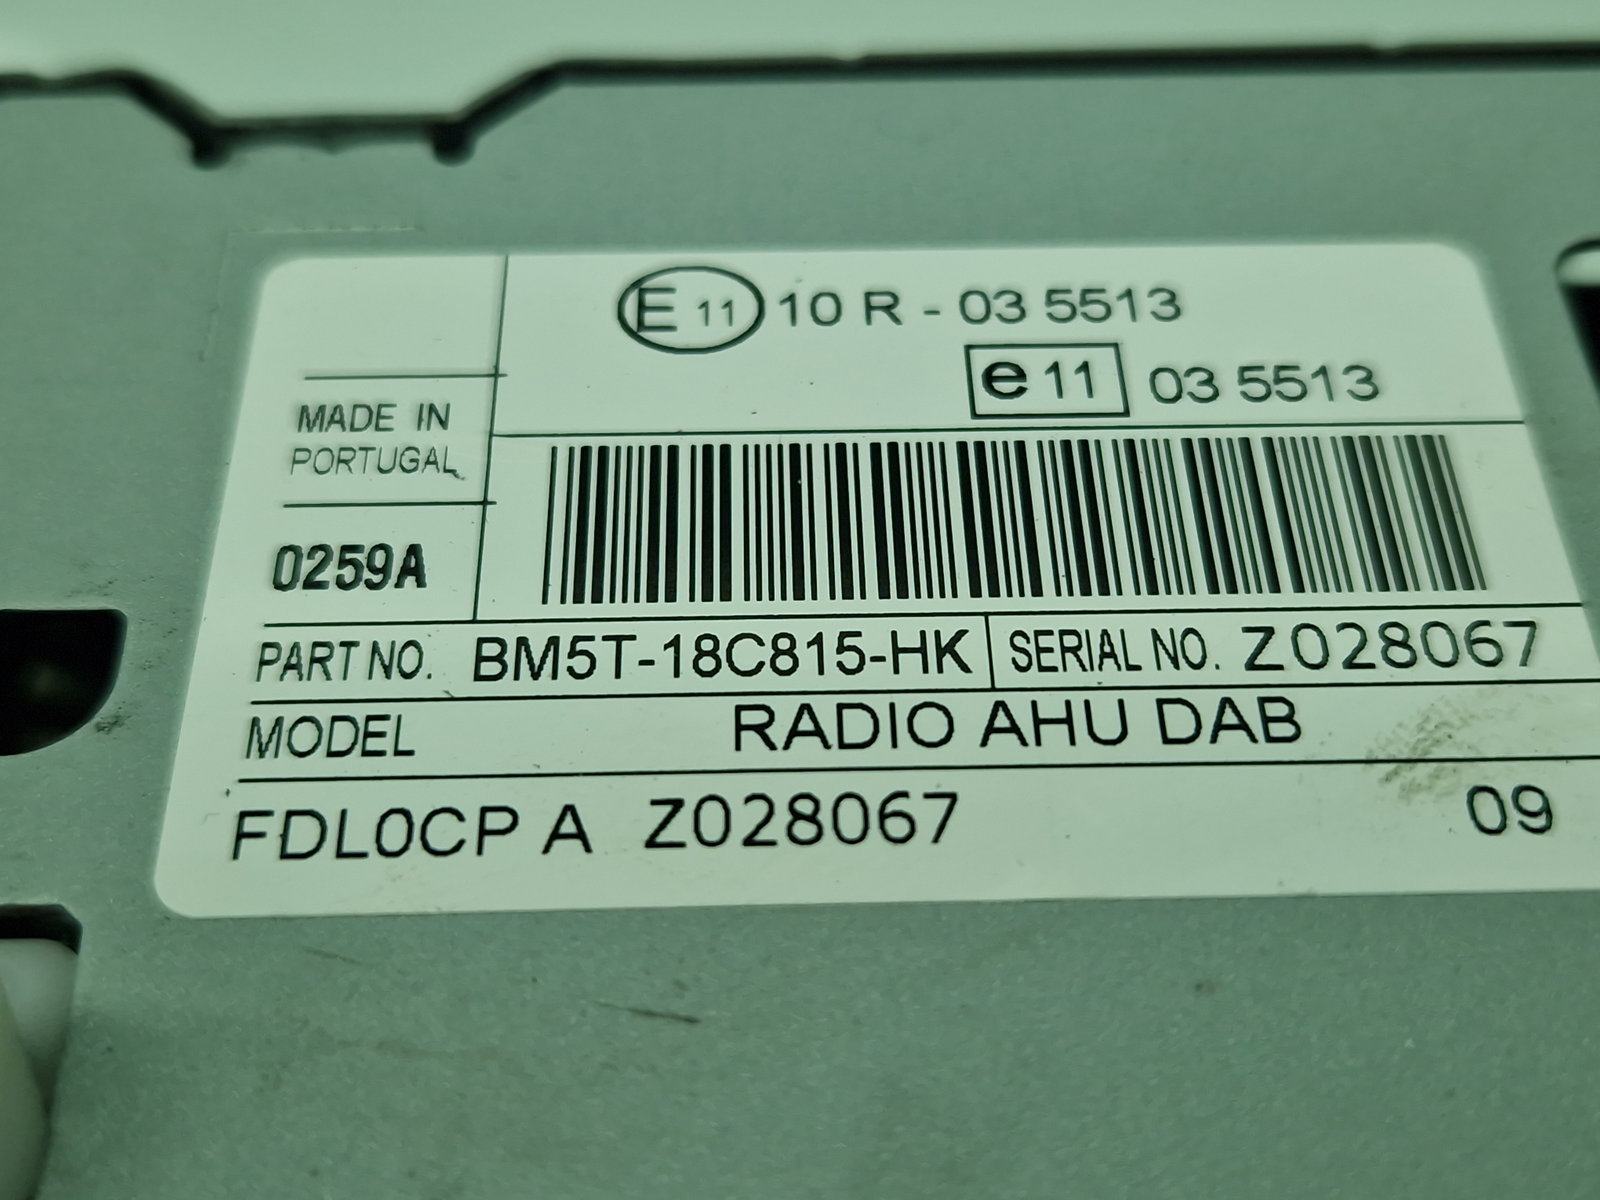 E 11 10 R - 03 5513
e 11 03 5513
MADE IN
PORTUGAL
0259A
PART NO. BM5T-18C815-HK SERIAL NO. Z028067
MODEL RADIO AHU DAB
FDL0CP A Z028067 09